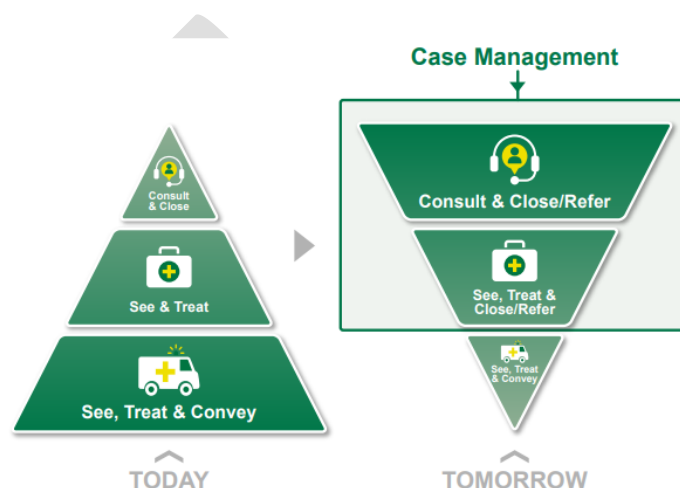 Case Management
Consult
& Close
See & Treat
See, Treat & Convey
TODAY
Consult & Close/Refer
See, Treat &
Close/Refer
See, Treat
& Convey
TOMORROW